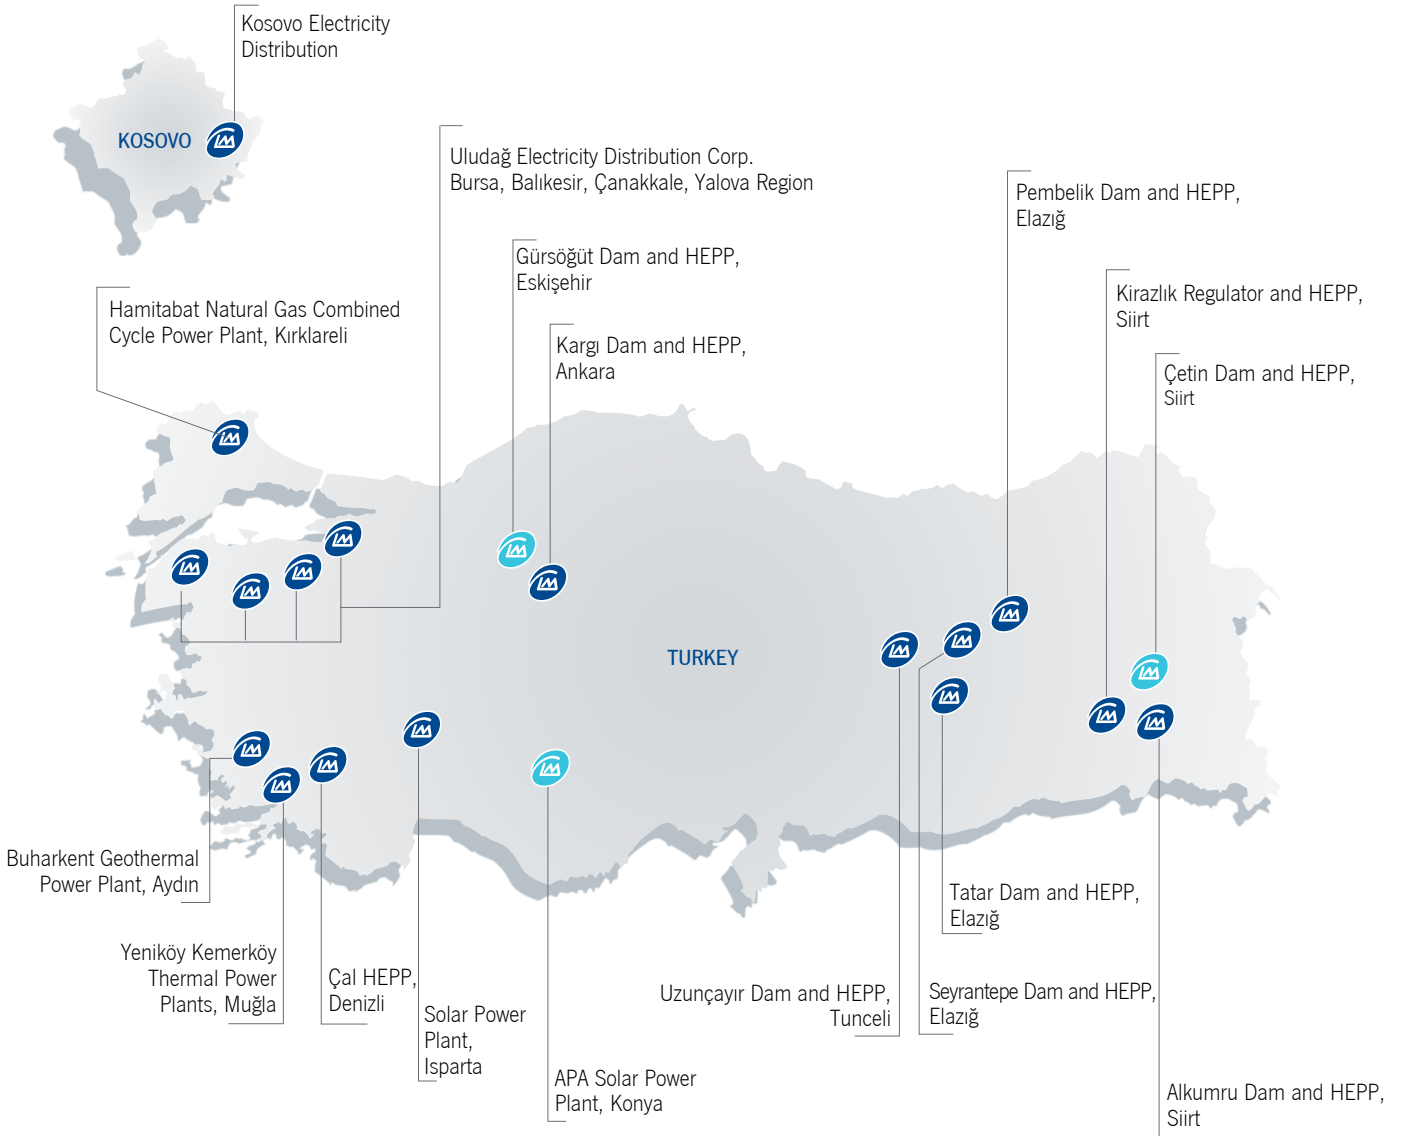 Kosovo Electricity
Distribution
KOSOVO
Uludağ Electricity Distribution Corp.
Bursa, Balıkesir, Çanakkale, Yalova Region
Pembelik Dam and HEPP,
Elazığ
Gürsöğüt Dam and HEPP,
Eskişehir
Kirazlık Regulator and HEPP,
Siirt
Hamitabat Natural Gas Combined
Cycle Power Plant, Kırklareli
Kargı Dam and HEPP,
Ankara
Çetin Dam and HEPP,
Siirt
TURKEY
Buharkent Geothermal
Power Plant, Aydın
Tatar Dam and HEPP,
Elazığ
Yeniköy Kemerköy
Thermal Power
Plants, Muğla
Çal HEPP,
Denizli
Solar Power
Plant,
Isparta
Uzunçayır Dam and HEPP,
Tunceli
Seyrantepe Dam and HEPP,
Elazığ
APA Solar Power
Plant, Konya
Alkumru Dam and HEPP,
Siirt